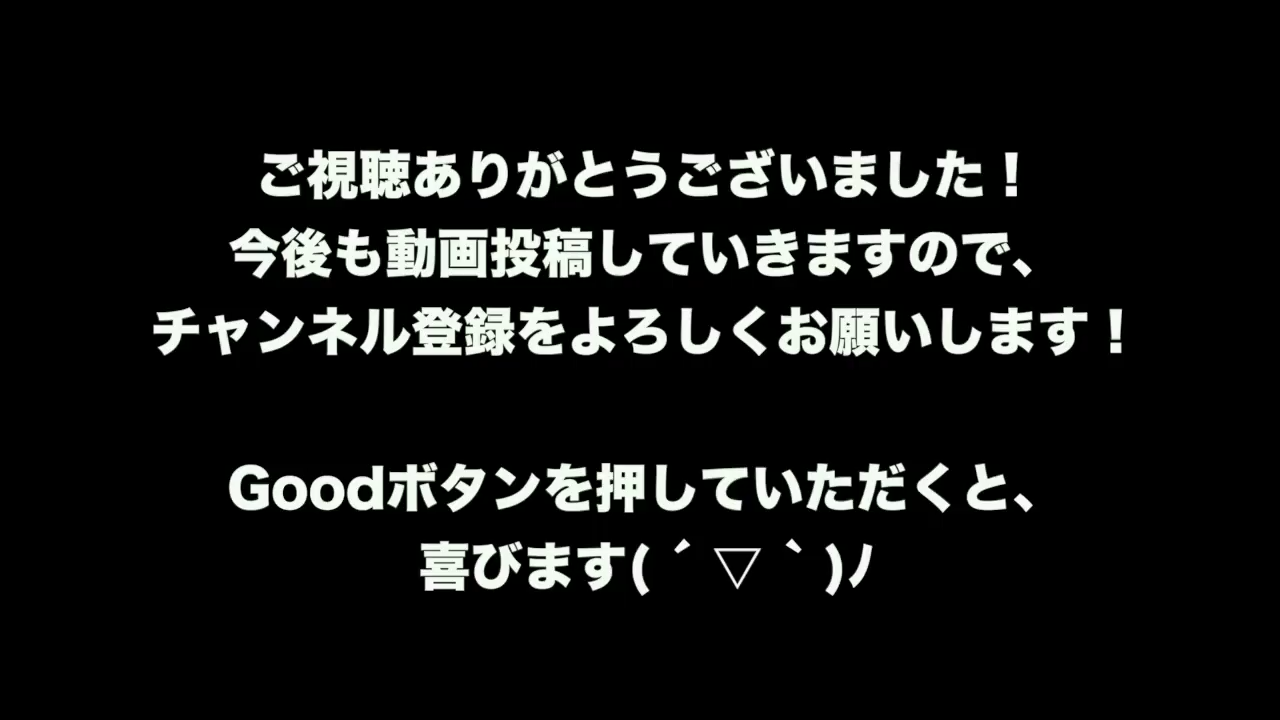 ご視聴ありがとうございました！
今後も動画投稿していきますので、
チャンネル登録をよろしくお願いします！
Goodボタンを押していただくと、
喜びます( ´ ▽ ` )ﾉ